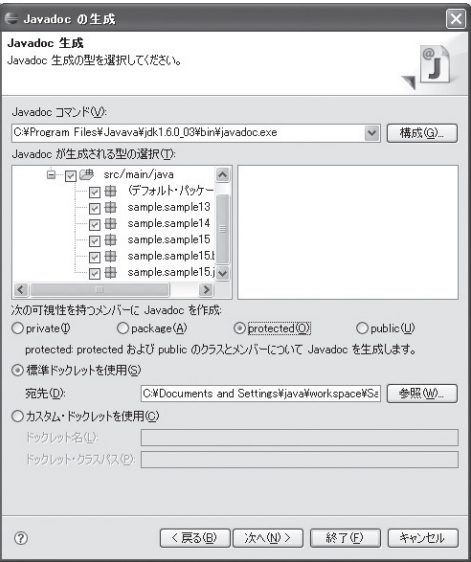 Javadoc の生成
Javadoc 生成
Javadoc 生成の型を選択してください。
@
J
Javadoc コマンド(V):
C:¥Program Files¥Javava¥jdk1.6.0_03¥bin¥javadoc.exe
構成(G)...
Javadoc が生成される型の選択(T):
src/main/java
(デフォルト・パッケー
sample.sample13
sample.sample14
sample.sample15
sample.sample15.t
sample.sample15.j
次の可視性を持つメンバーに Javadoc を作成:
private(I) package(A) protected(O) public(U)
protected: protected および public のクラスとメンバーについて Javadoc を生成します。
標準ドックレットを使用(S)
宛先(D): C:¥Documents and Settings¥java¥workspace¥Sa 参照(W)...
カスタム・ドックレットを使用(C)
ドックレット名(L):
ドックレット・クラスパス(P):
? < 戻る(B) 次へ(N) > 終了(F) キャンセル